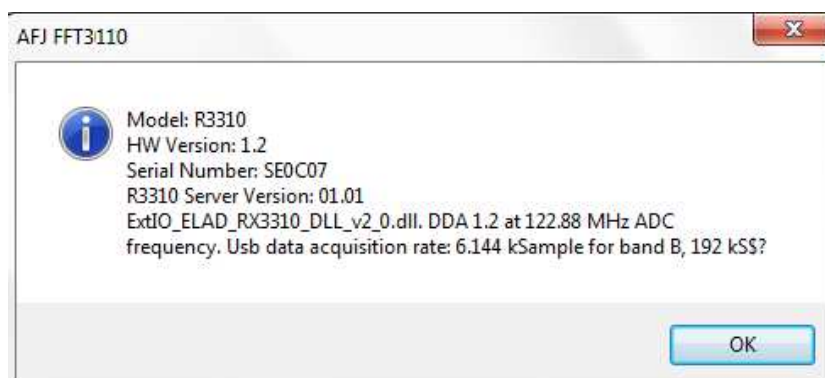 AFJ FFT3110
Model: R3310
HW Version: 1.2
Serial Number: SE0C07
R3310 Server Version: 01.01
ExtIO_ELAD_RX3310_DLL_v2_0.dll. DDA 1.2 at 122.88 MHz ADC
frequency. Usb data acquisition rate: 6.144 kSample for band B, 192 kS$?
OK